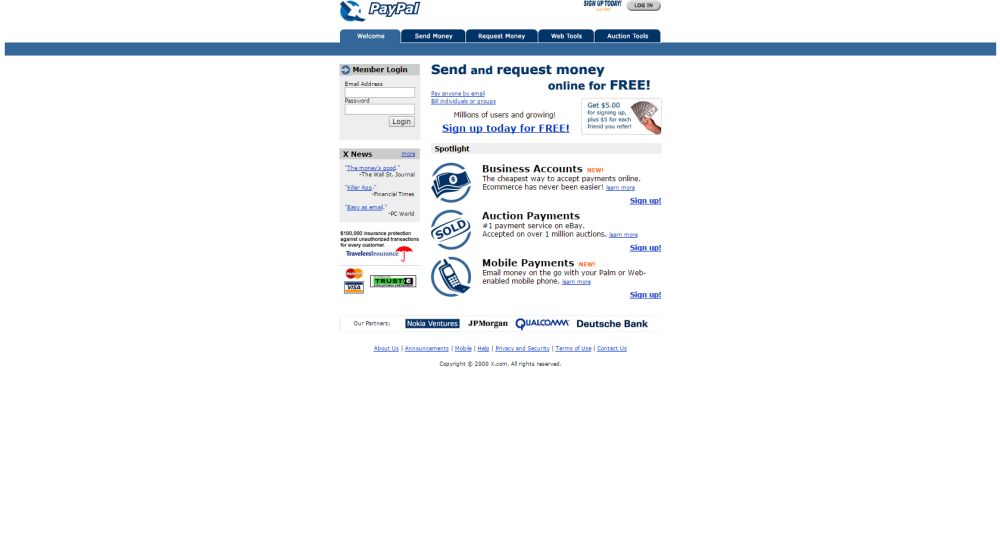 PayPal
SIGN UP TODAY!
LOG IN
Welcome
Send Money
Request Money
Web Tools
Auction Tools
Member Login
Email Address
Password
Login
X News more
"The money's good."
-The Wall St. Journal
"Killer App."
-Financial Times
"Easy as email."
-PC World
$100,000 insurance protection
against unauthorized transactions
for every customer.
TravelersInsurance
MasterCard
VISA
TRUSTe
Send and request money
online for FREE!
Pay anyone by email
Bill individuals or groups
Millions of users and growing!
Sign up today for FREE!
Get $5.00
for signing up,
plus $5 for each
friend you refer!
Spotlight
Business Accounts NEW!
The cheapest way to accept payments online.
Ecommerce has never been easier! learn more
Sign up!
SOLD
Auction Payments
#1 payment service on eBay.
Accepted on over 1 million auctions. learn more
Sign up!
Mobile Payments NEW!
Email money on the go with your Palm or Web-
enabled mobile phone. learn more
Sign up!
Our Partners: Nokia Ventures JPMorgan QUALCOMM Deutsche Bank
About Us | Announcements | Mobile | Help | Privacy and Security | Terms of Use | Contact Us
Copyright © 2000 X.com. All rights reserved.